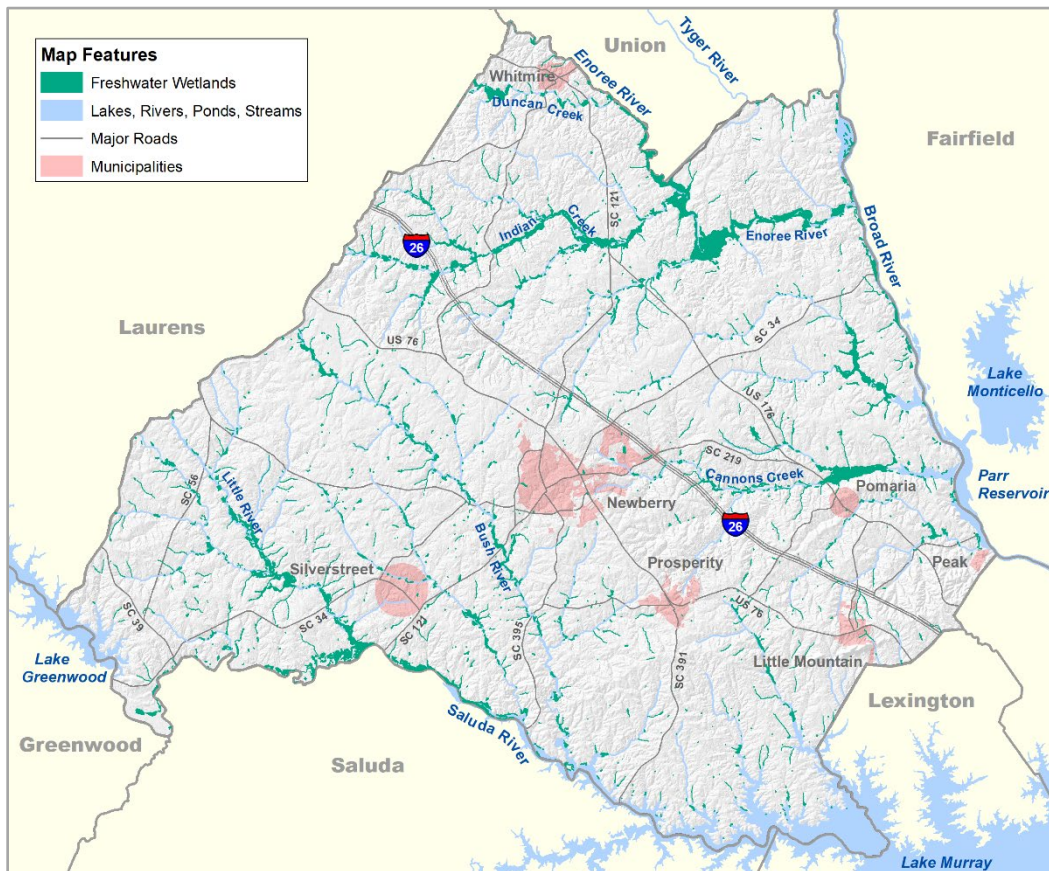 Map Features
Freshwater Wetlands
Lakes, Rivers, Ponds, Streams
Major Roads
Municipalities
Union
Tyger River
Enoree River
Whitmire
Duncan Creek
Fairfield
SC 121
Indian Creek
Enoree River
Broad River
26
Laurens
US 76
SC 34
Lake
Monticello
US 176
SC 219
SC 56
Little River
Cannons Creek
Pomaria
Parr
Reservoir
Newberry
26
Bush River
Silverstreet
Prosperity
Peak
SC 34
SC 121
US 76
SC 39
SC 395
SC 391
Little Mountain
Lake
Greenwood
Lexington
Saluda River
Greenwood
Saluda
Lake Murray